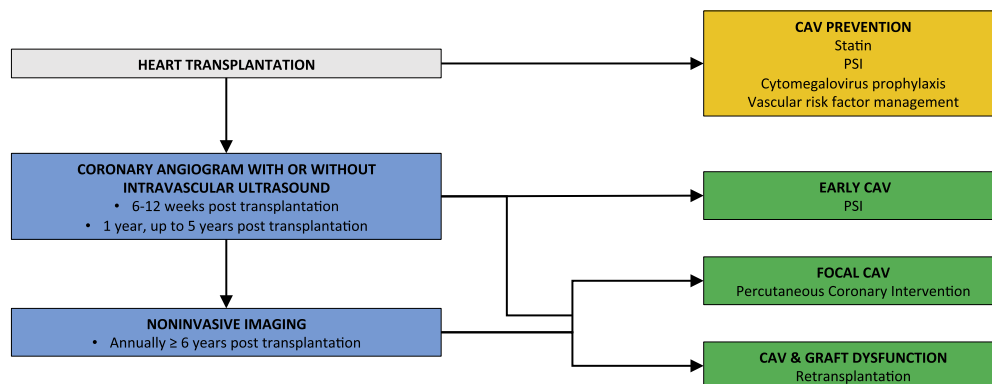 HEART TRANSPLANTATION
CAV PREVENTION
Statin
PSI
Cytomegalovirus prophylaxis
Vascular risk factor management
CORONARY ANGIOGRAM WITH OR WITHOUT
INTRAVASCULAR ULTRASOUND
• 6-12 weeks post transplantation
• 1 year, up to 5 years post transplantation
EARLY CAV
PSI
FOCAL CAV
Percutaneous Coronary Intervention
NONINVASIVE IMAGING
• Annually ≥ 6 years post transplantation
CAV & GRAFT DYSFUNCTION
Retransplantation